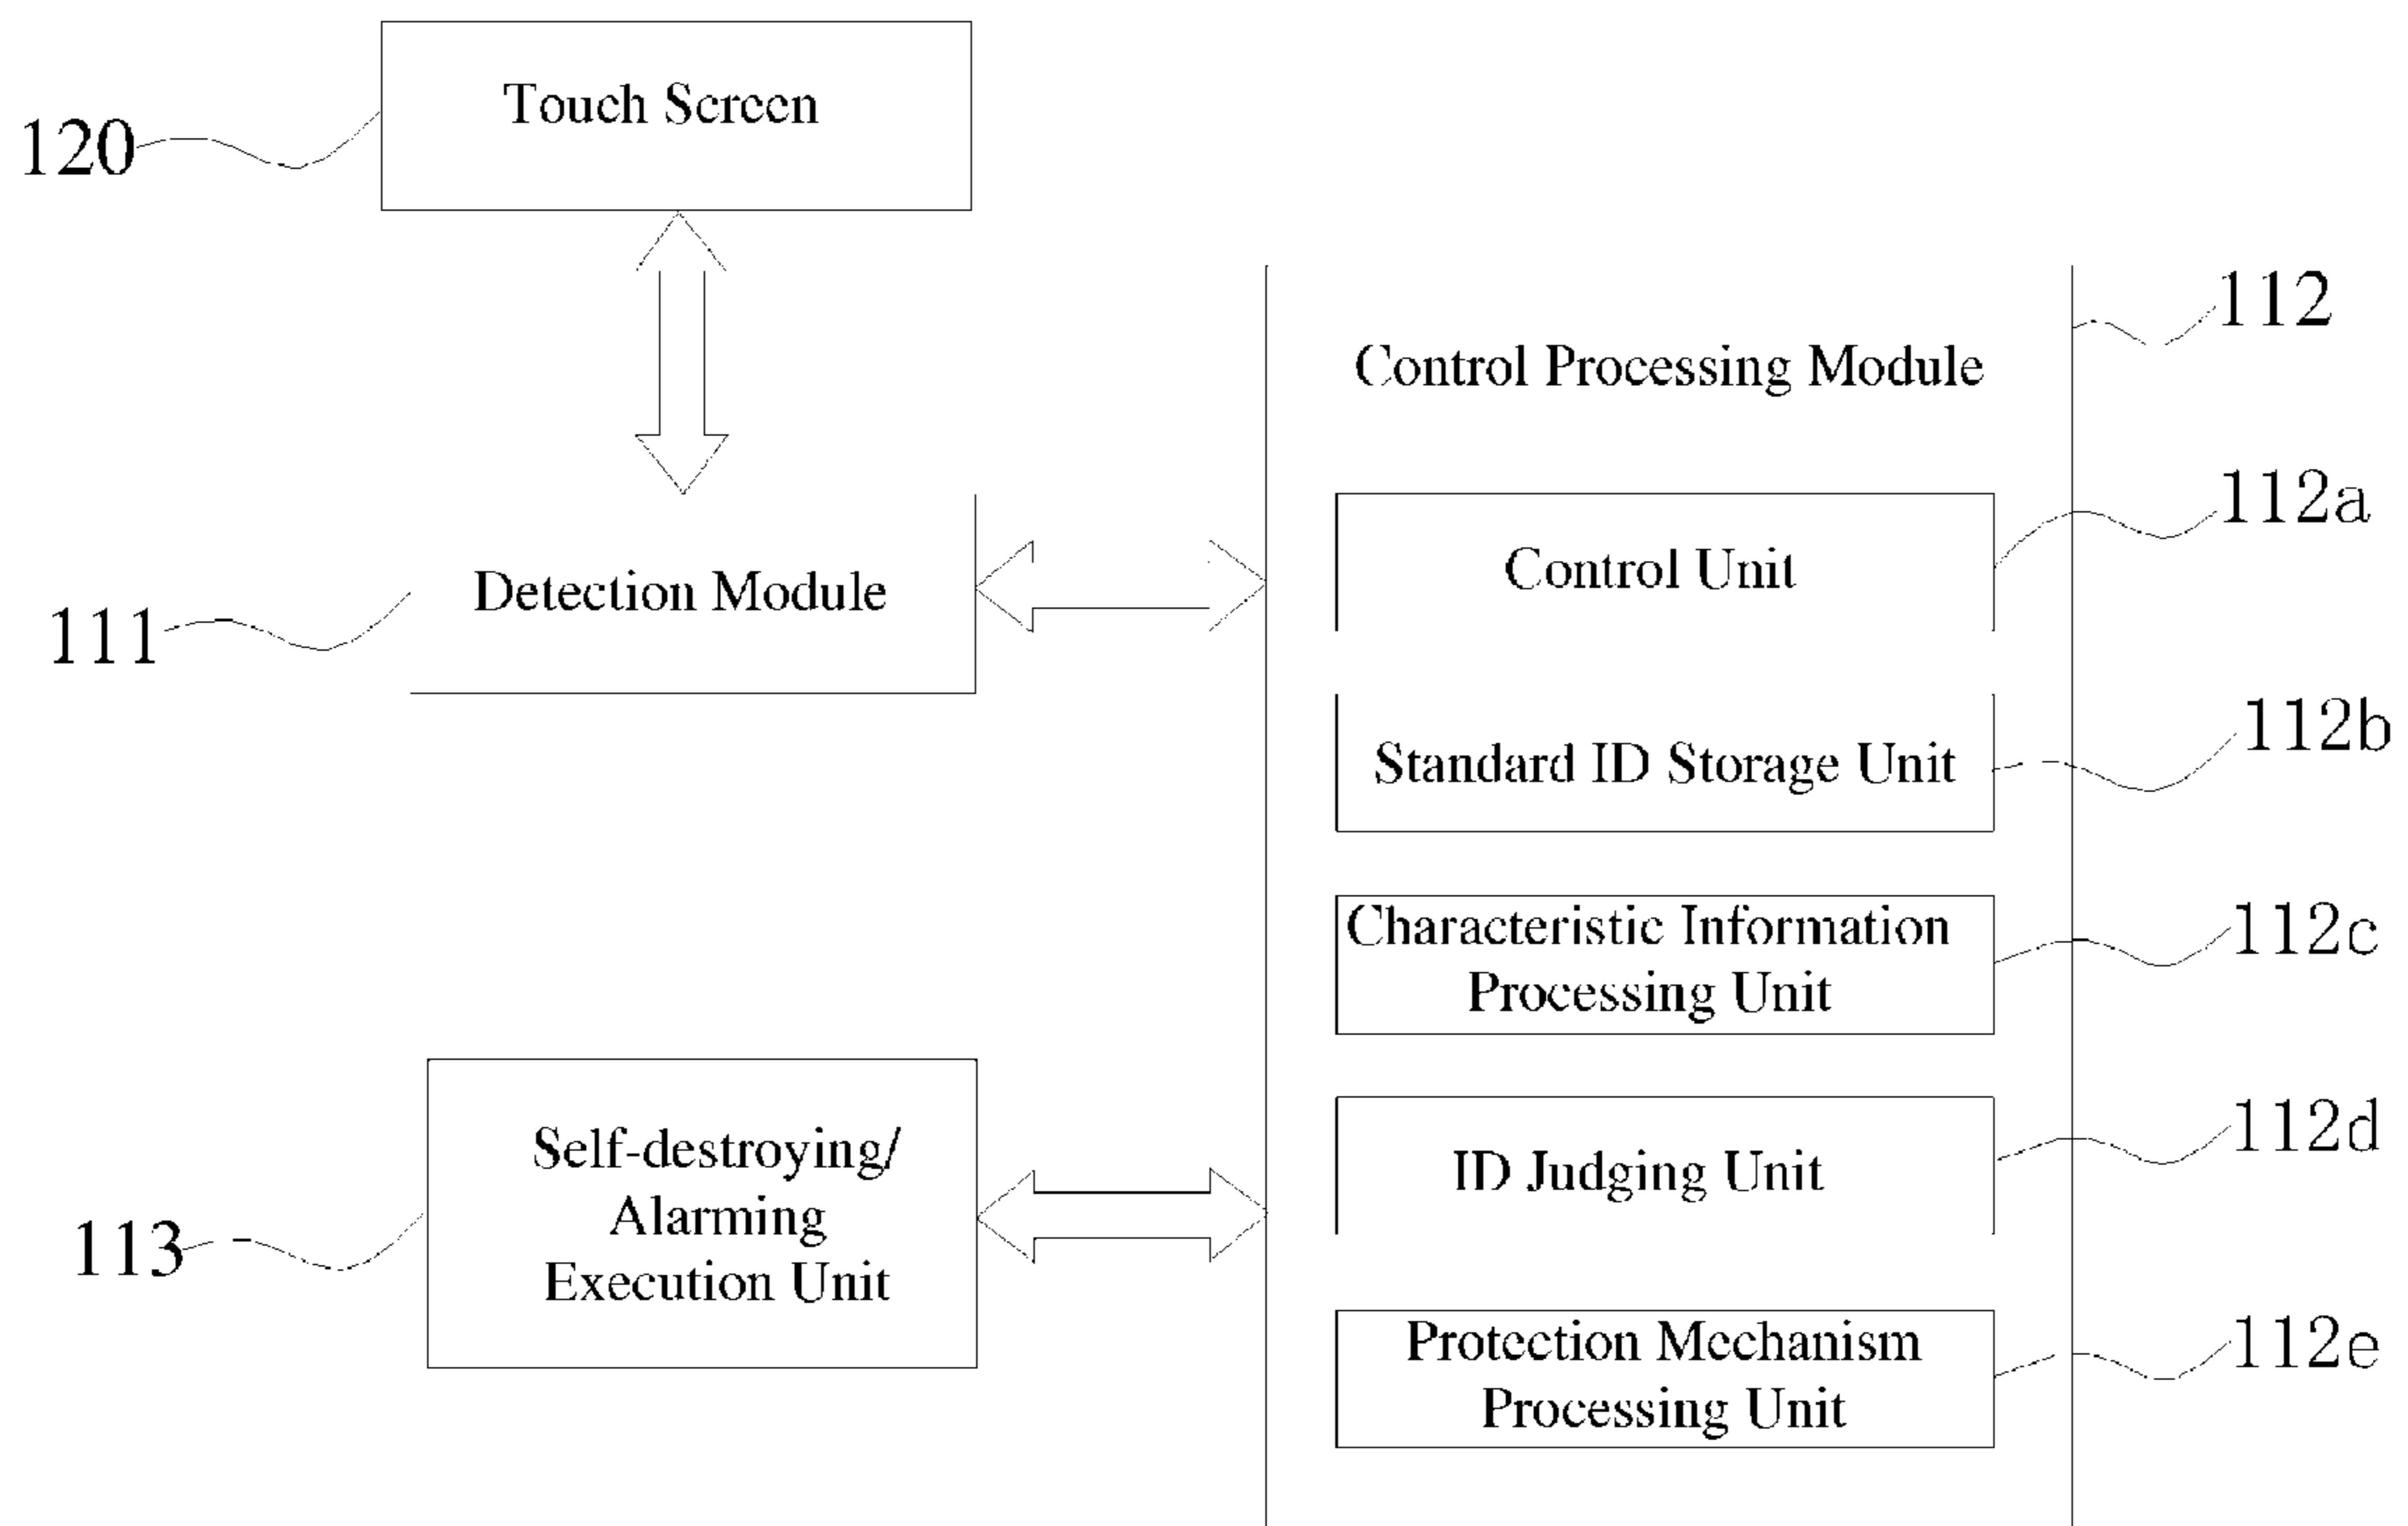 Touch Screen
120
112
Control Processing Module
112a
Control Unit
Detection Module
111
112b
Standard ID Storage Unit
112c
Characteristic Information
Processing Unit
112d
Self-destroying/
Alarming
Execution Unit
113
ID Judging Unit
112e
Protection Mechanism
Processing Unit